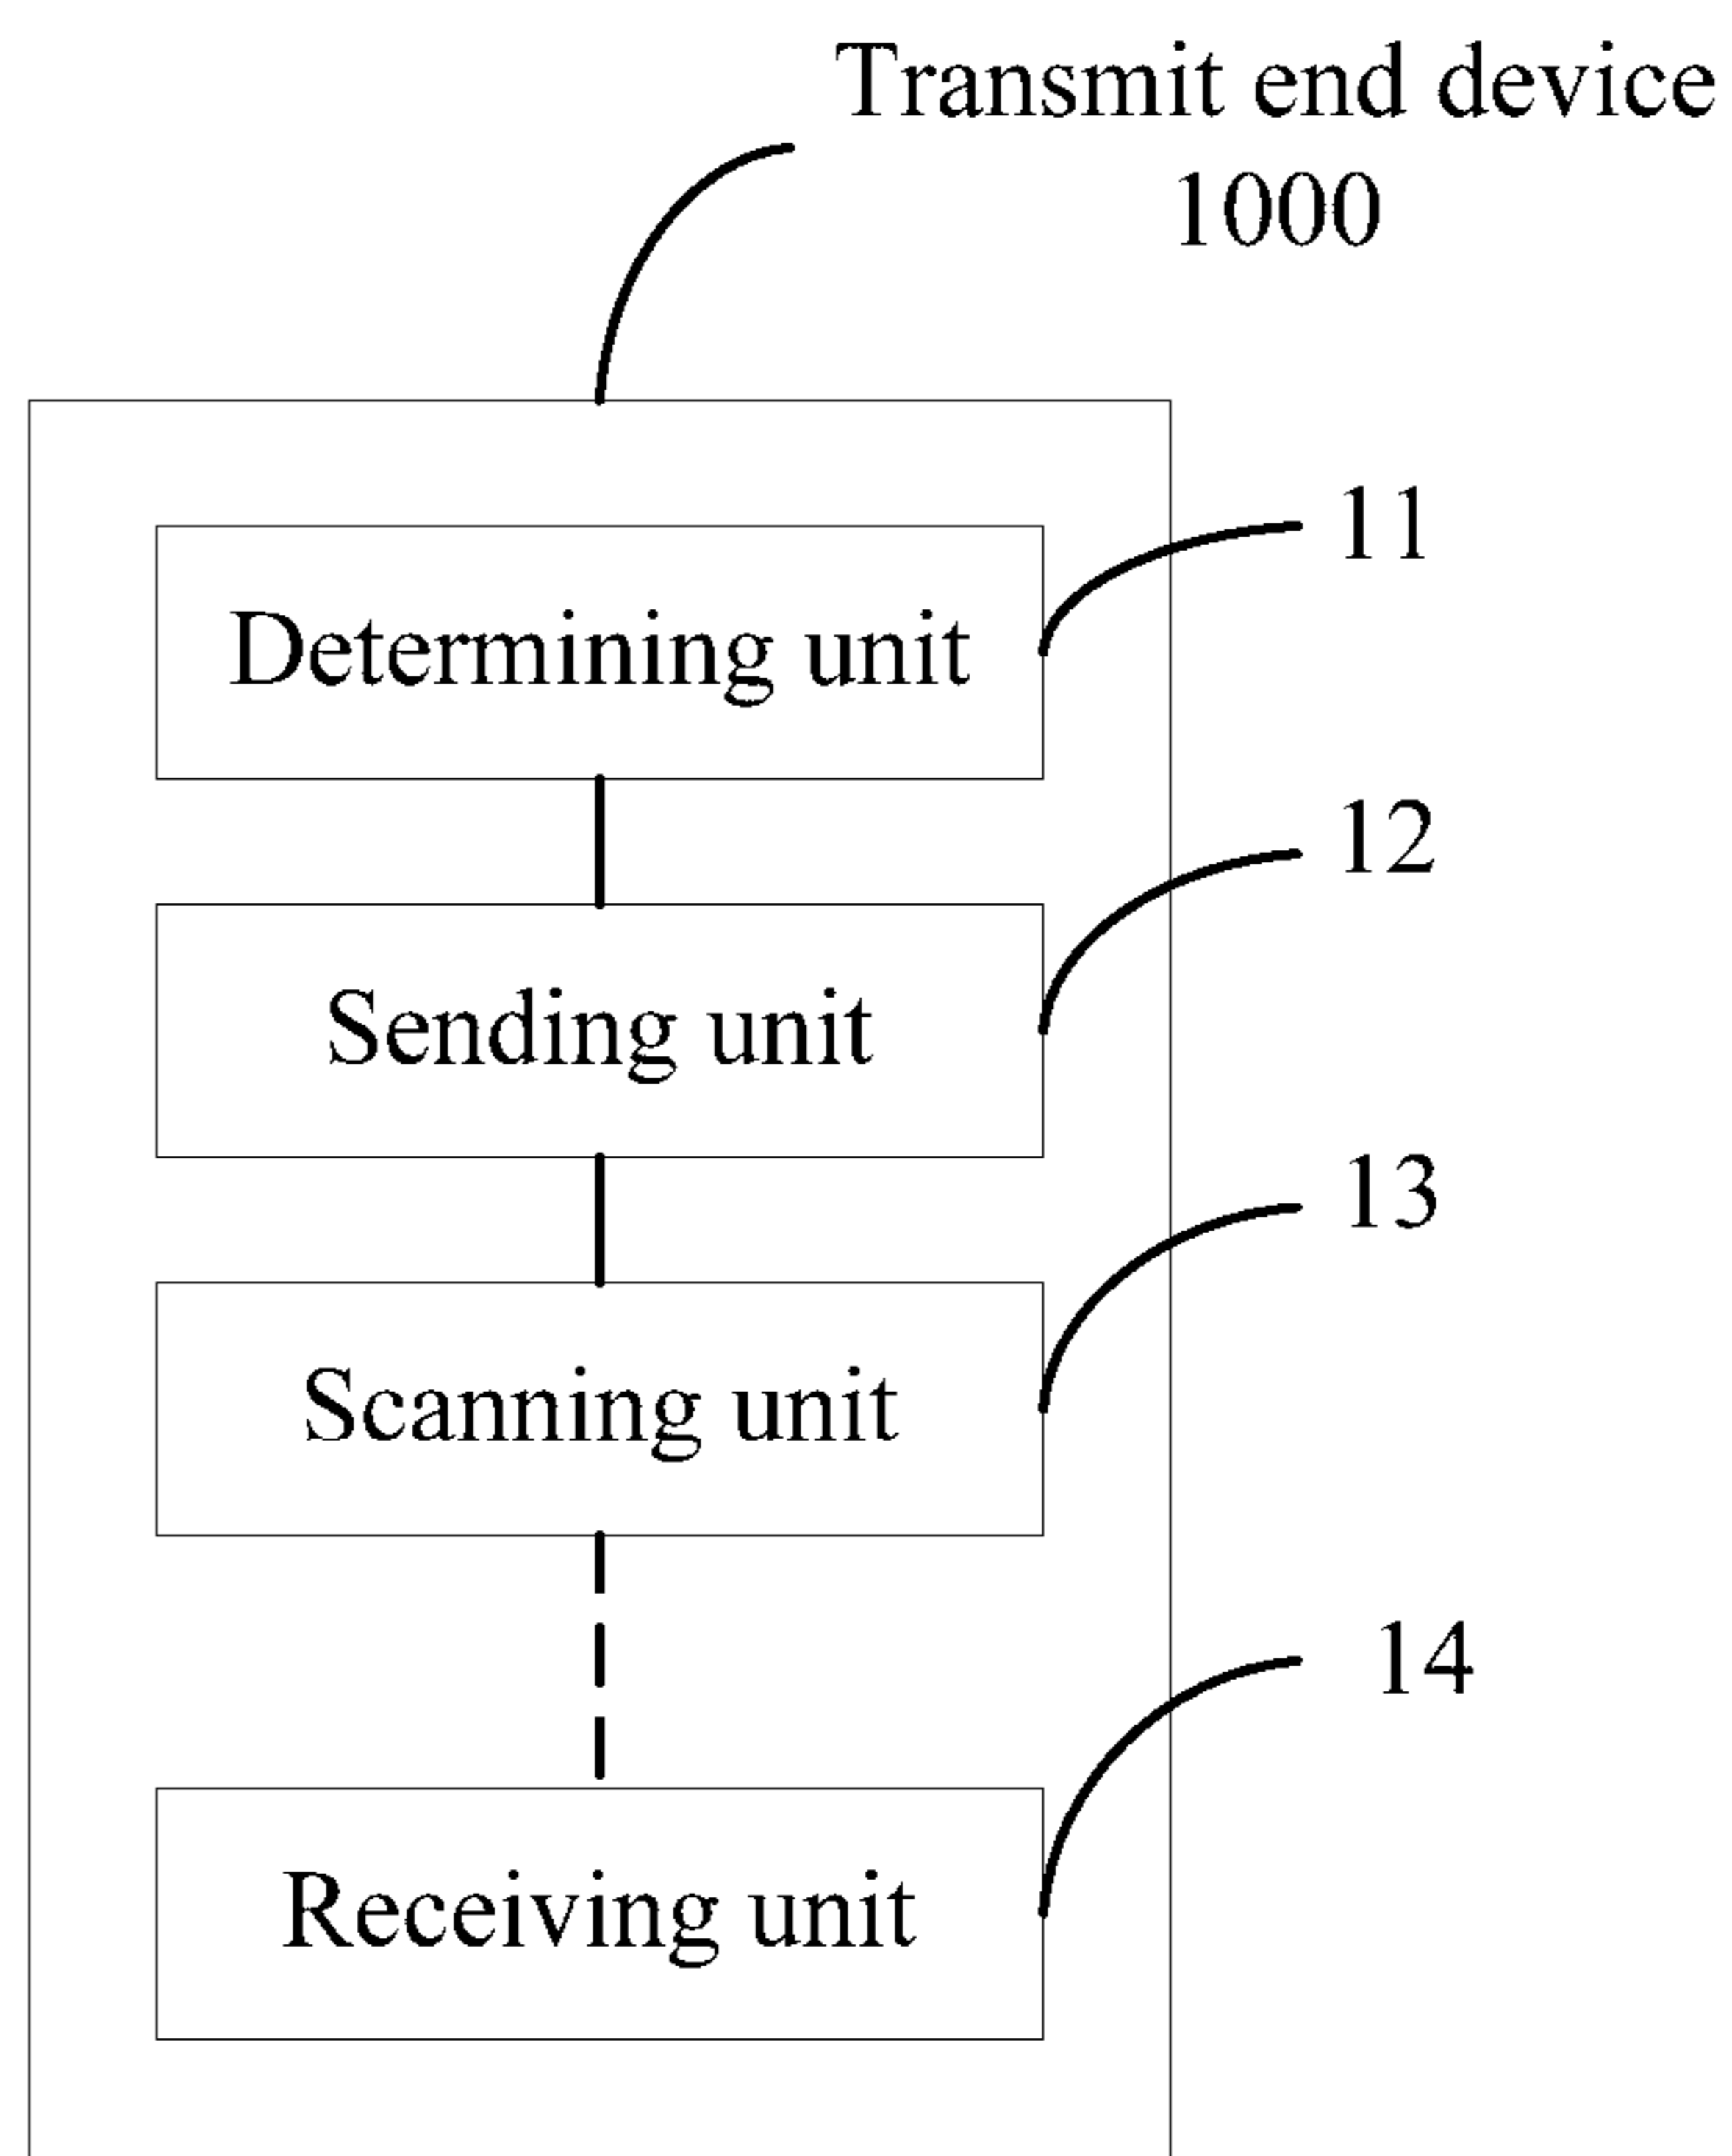 Transmit end device
1000
11
Determining unit
12
Sending unit
13
Scanning unit
14
Receiving unit